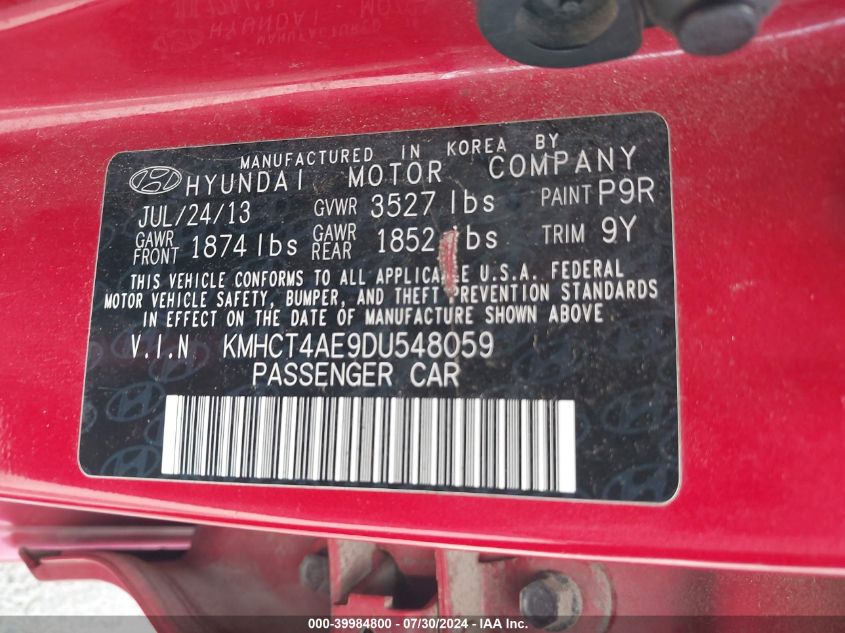 MANUFACTURED IN KOREA BY
HYUNDAI MOTOR COMPANY
JUL/24/13 GVWR 3527 lbs PAINT P9R
GAWR FRONT 1874 lbs GAWR REAR 1852 lbs TRIM 9Y
THIS VEHICLE CONFORMS TO ALL U.S.A. FEDERAL
MOTOR VEHICLE SAFETY, BUMPER, AND THEFT PREVENTION STANDARDS
IN EFFECT ON THE DATE OF MANUFACTURE SHOWN ABOVE.
V.I.N KMHCT4AE9DU548059
PASSENGER CAR
000-39984800 - 07/30/2024 - IAA Inc.